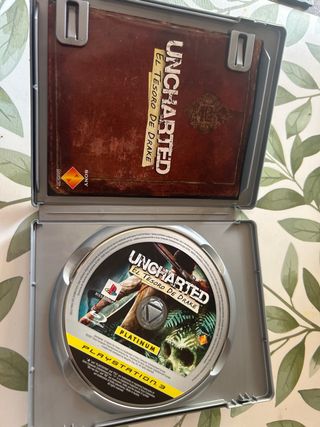 UNCHARTED
EL TESORO DE DRAKE
SONY
UNCHARTED
EL TESORO DE DRAKE
PLATINUM
PLAYSTATION 3